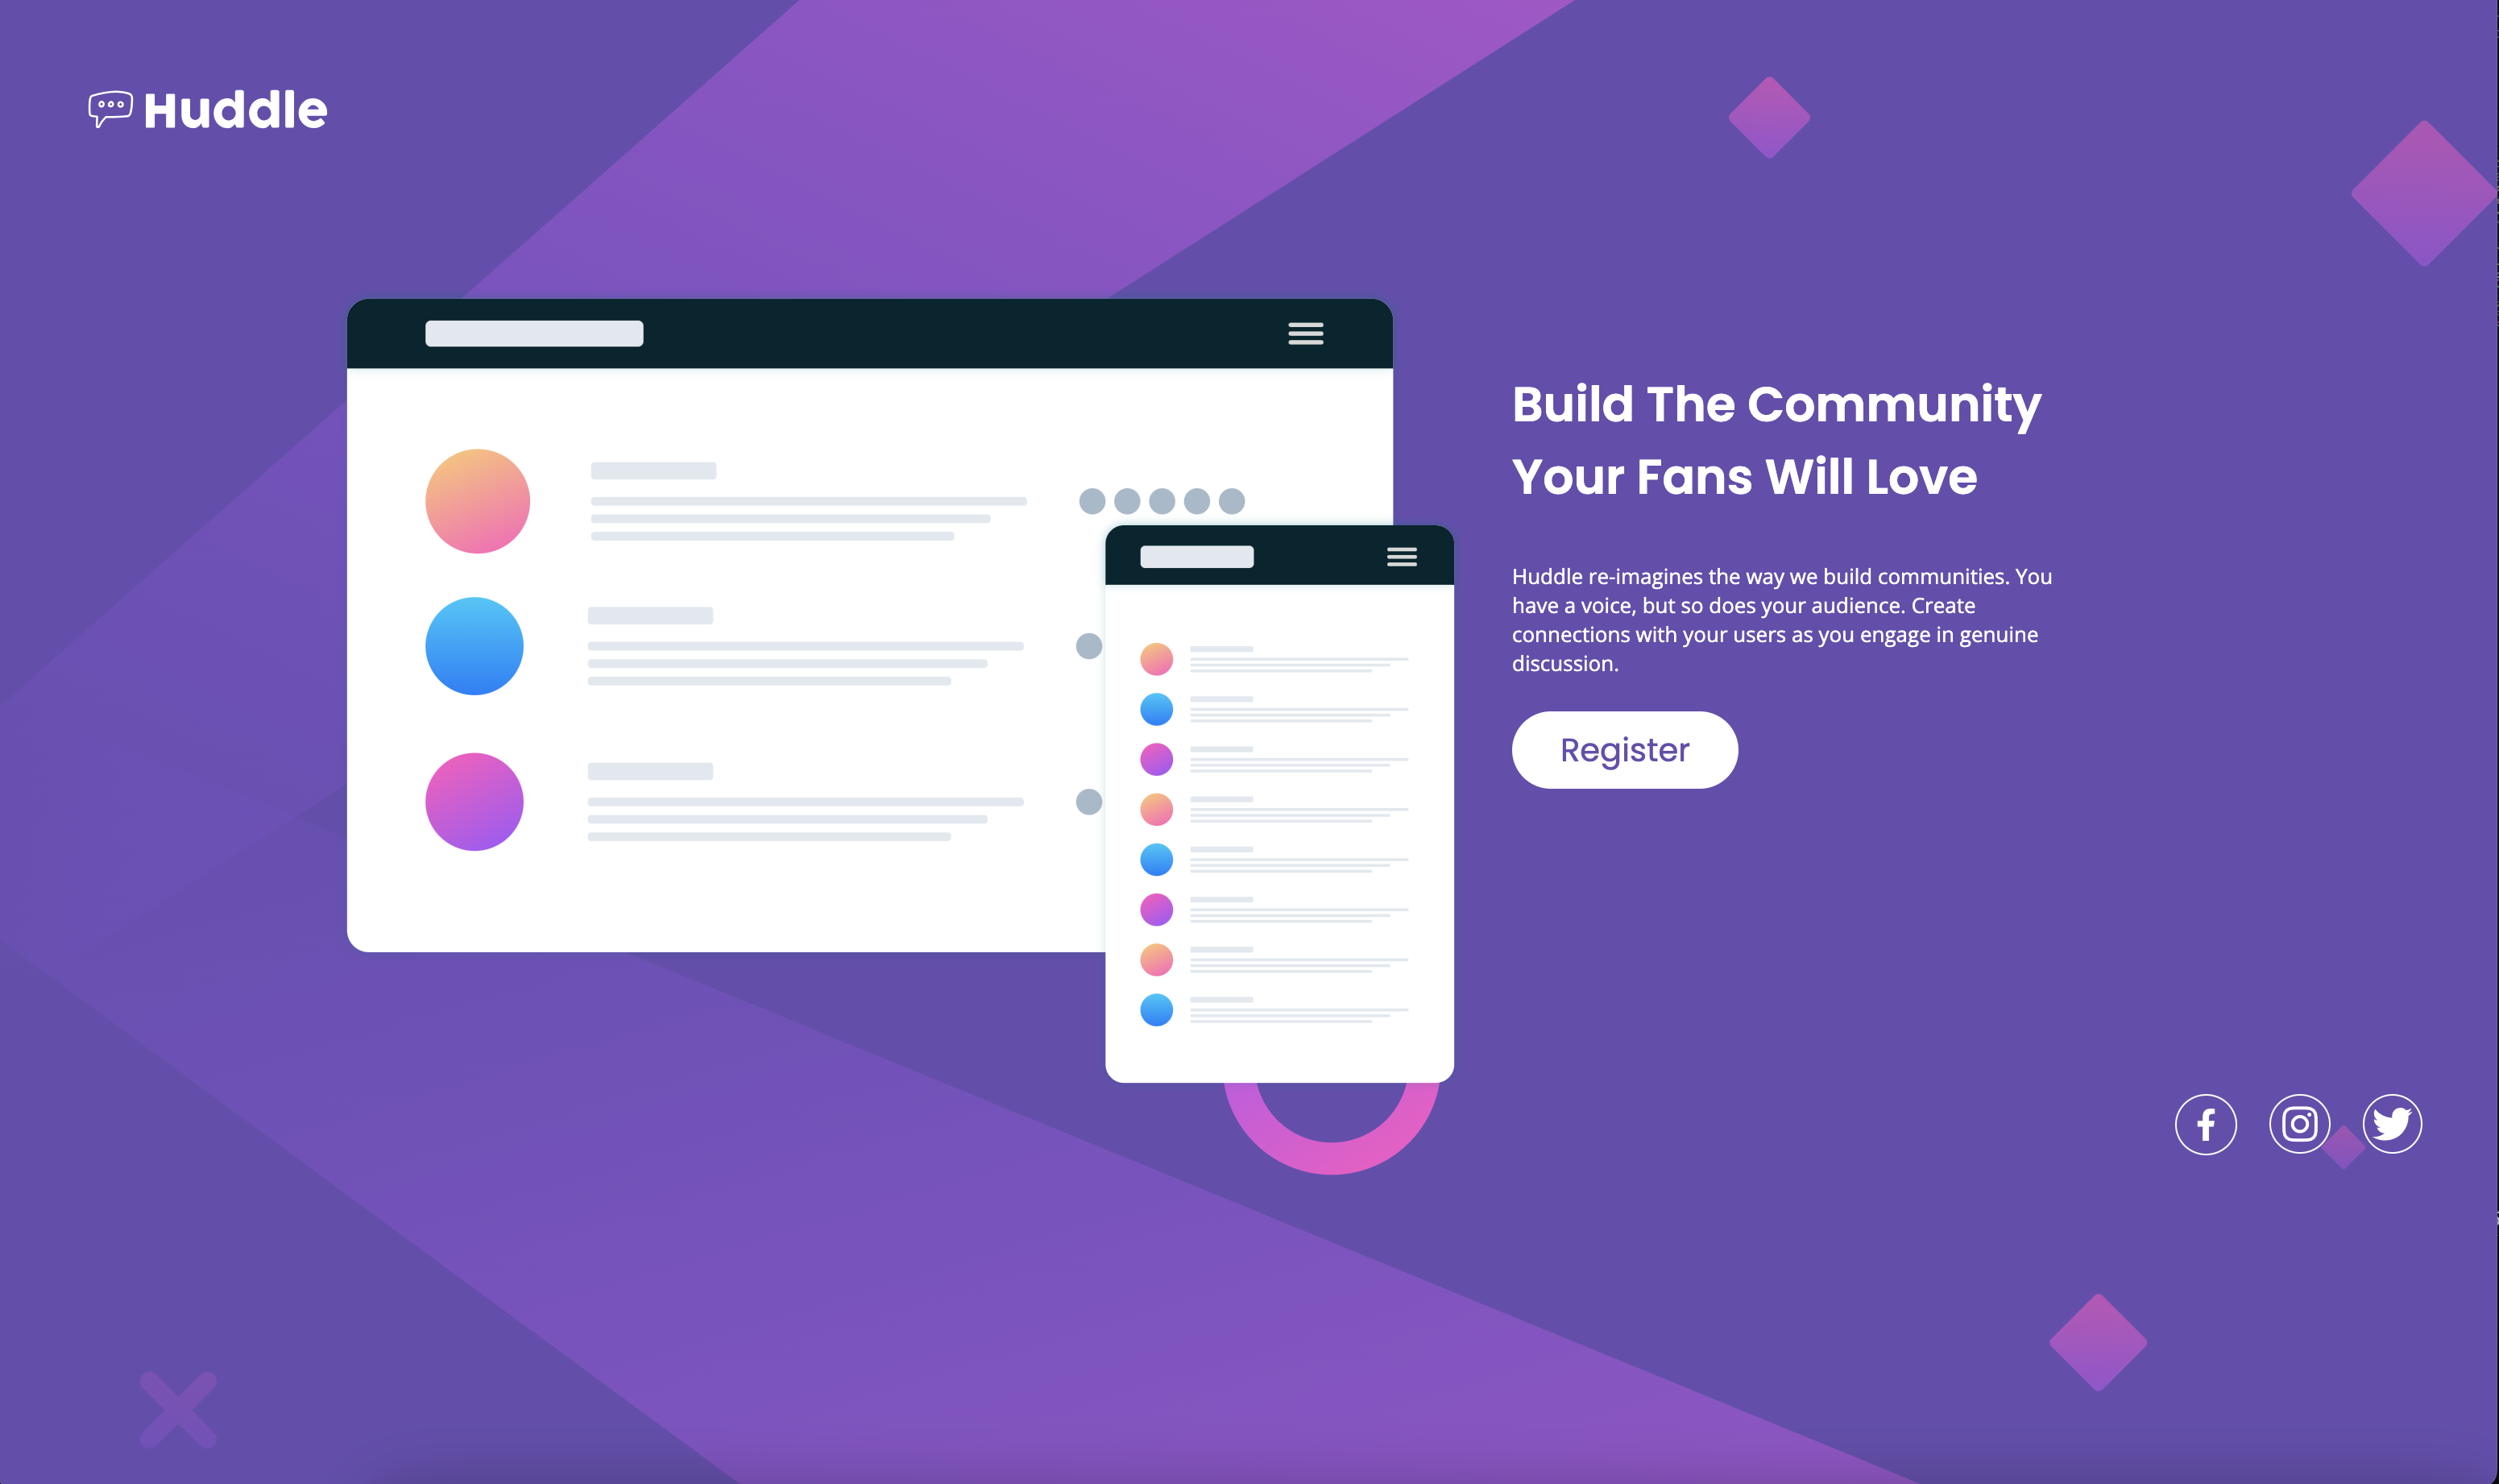 Huddle
Build The Community
Your Fans Will Love
Huddle re-imagines the way we build communities. You
have a voice, but so does your audience. Create
connections with your users as you engage in genuine
discussion.
Register